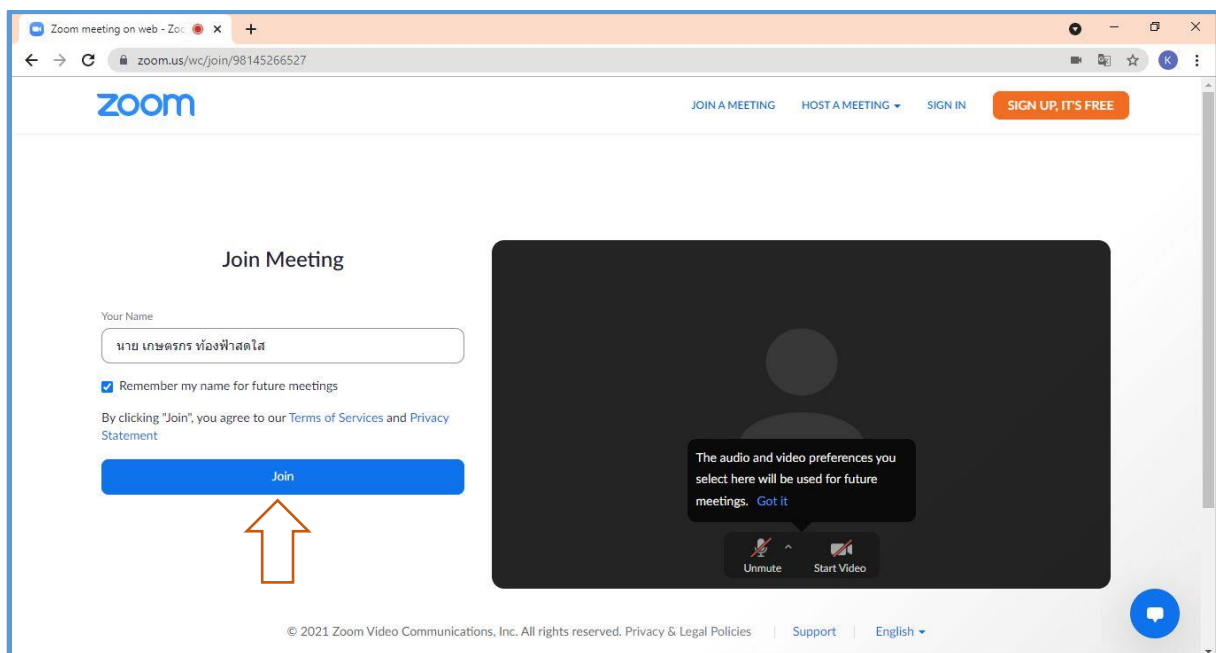 Zoom meeting on web - Zoo
zoom.us/wc/join/98145266527
K
zoom
JOIN A MEETING
HOST A MEETING
SIGN IN
SIGN UP, IT'S FREE
Join Meeting
Your Name
นาย เกษตรกร ท้องฟ้าสดใส
Remember my name for future meetings
By clicking "Join", you agree to our Terms of Services and Privacy
Statement
Join
The audio and video preferences you
select here will be used for future
meetings. Got it
Unmute
Start Video
© 2021 Zoom Video Communications, Inc. All rights reserved. Privacy & Legal Policies
Support
English